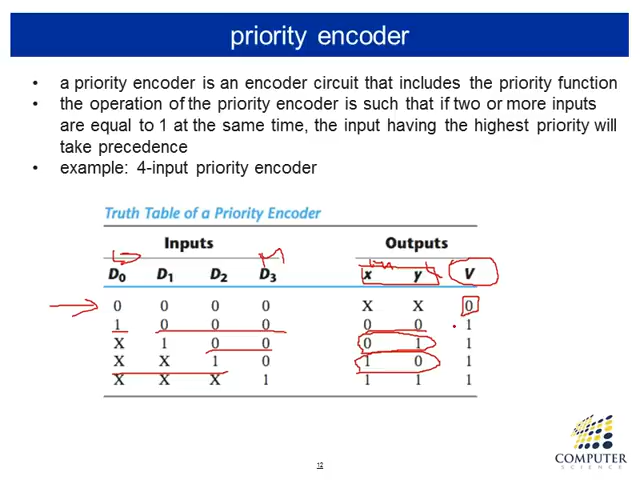 priority encoder
• a priority encoder is an encoder circuit that includes the priority function
• the operation of the priority encoder is such that if two or more inputs
are equal to 1 at the same time, the input having the highest priority will
take precedence
• example: 4-input priority encoder
Truth Table of a Priority Encoder
Inputs Outputs
D0 D1 D2 D3 x y V
0 0 0 0 X X 0
1 0 0 0 0 0 1
X 1 0 0 0 1 1
X X 1 0 1 0 1
X X X 1 1 1 1
COMPUTER
SCIENCE
12